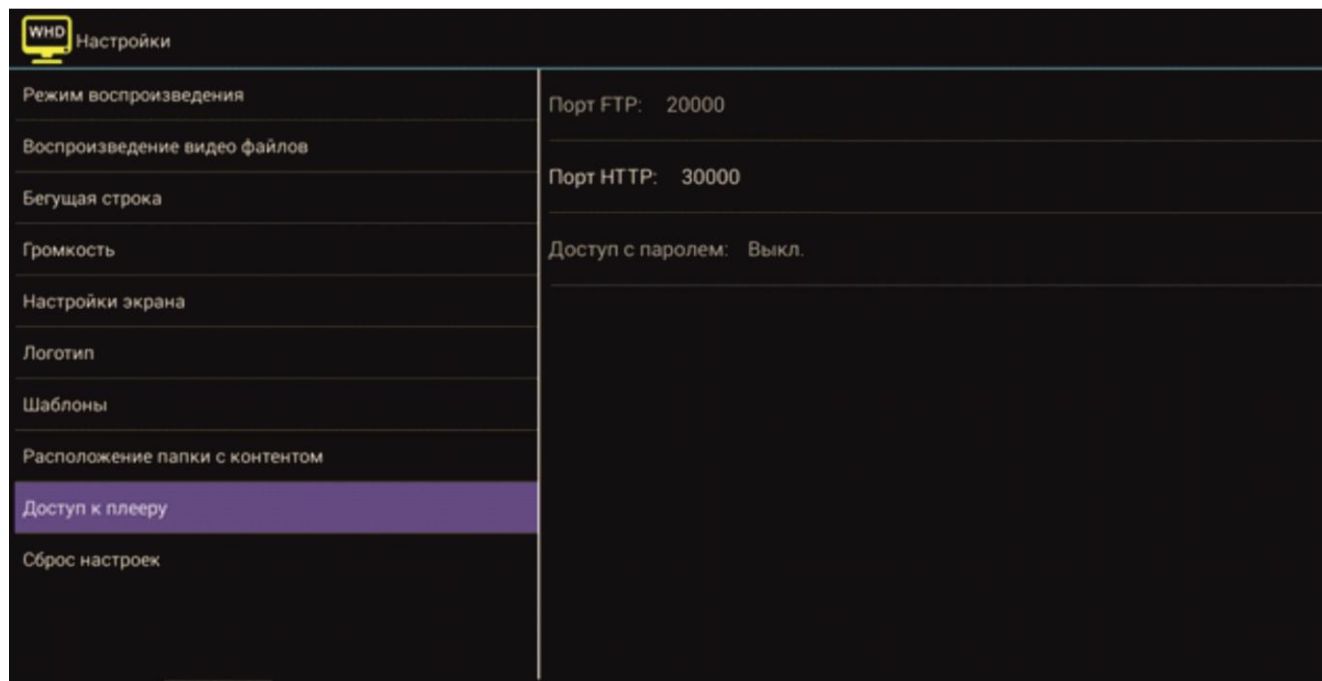 WHD
Настройки
Режим воспроизведения
Воспроизведение видео файлов
Бегущая строка
Громкость
Настройки экрана
Логотип
Шаблоны
Расположение папки с контентом
Доступ к плееру
Сброс настроек
Порт FTP: 20000
Порт HTTP: 30000
Доступ с паролем: Выкл.